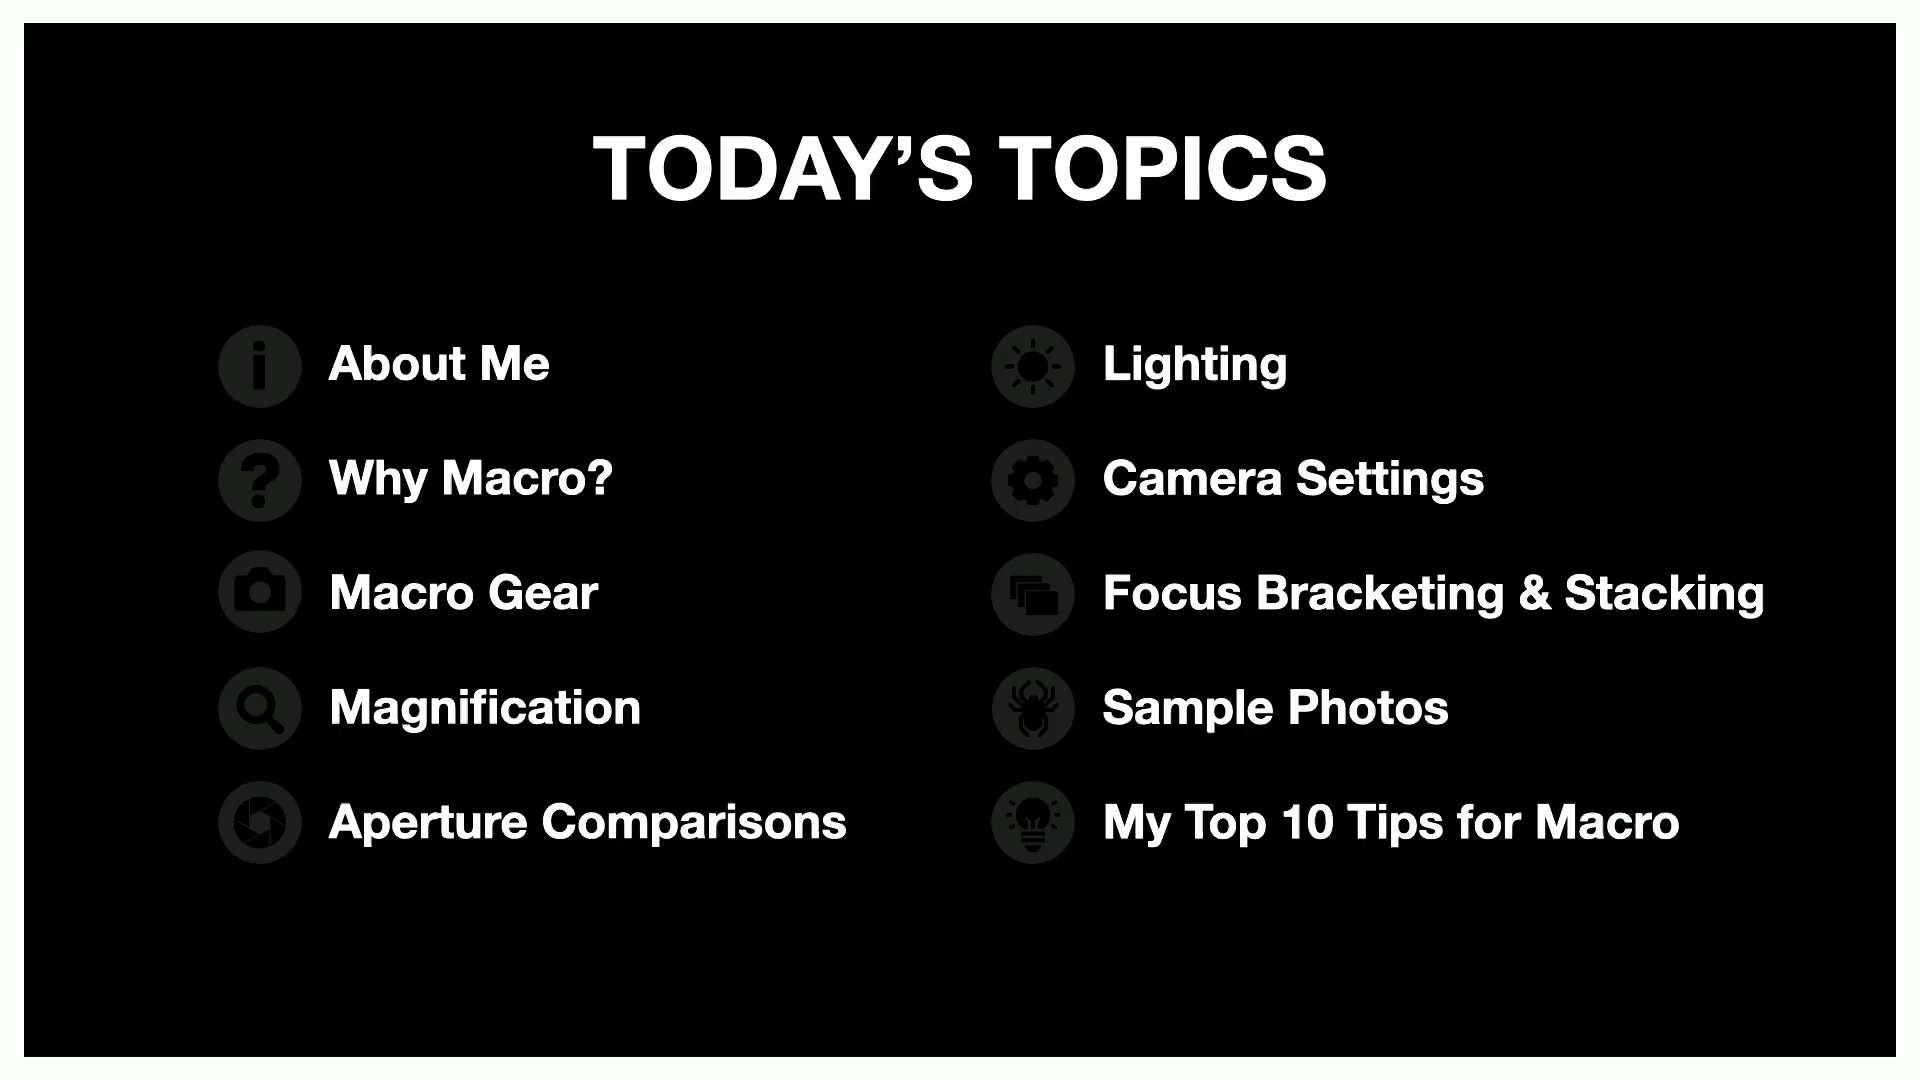 TODAY’S TOPICS
About Me
Why Macro?
Macro Gear
Magnification
Aperture Comparisons
Lighting
Camera Settings
Focus Bracketing & Stacking
Sample Photos
My Top 10 Tips for Macro